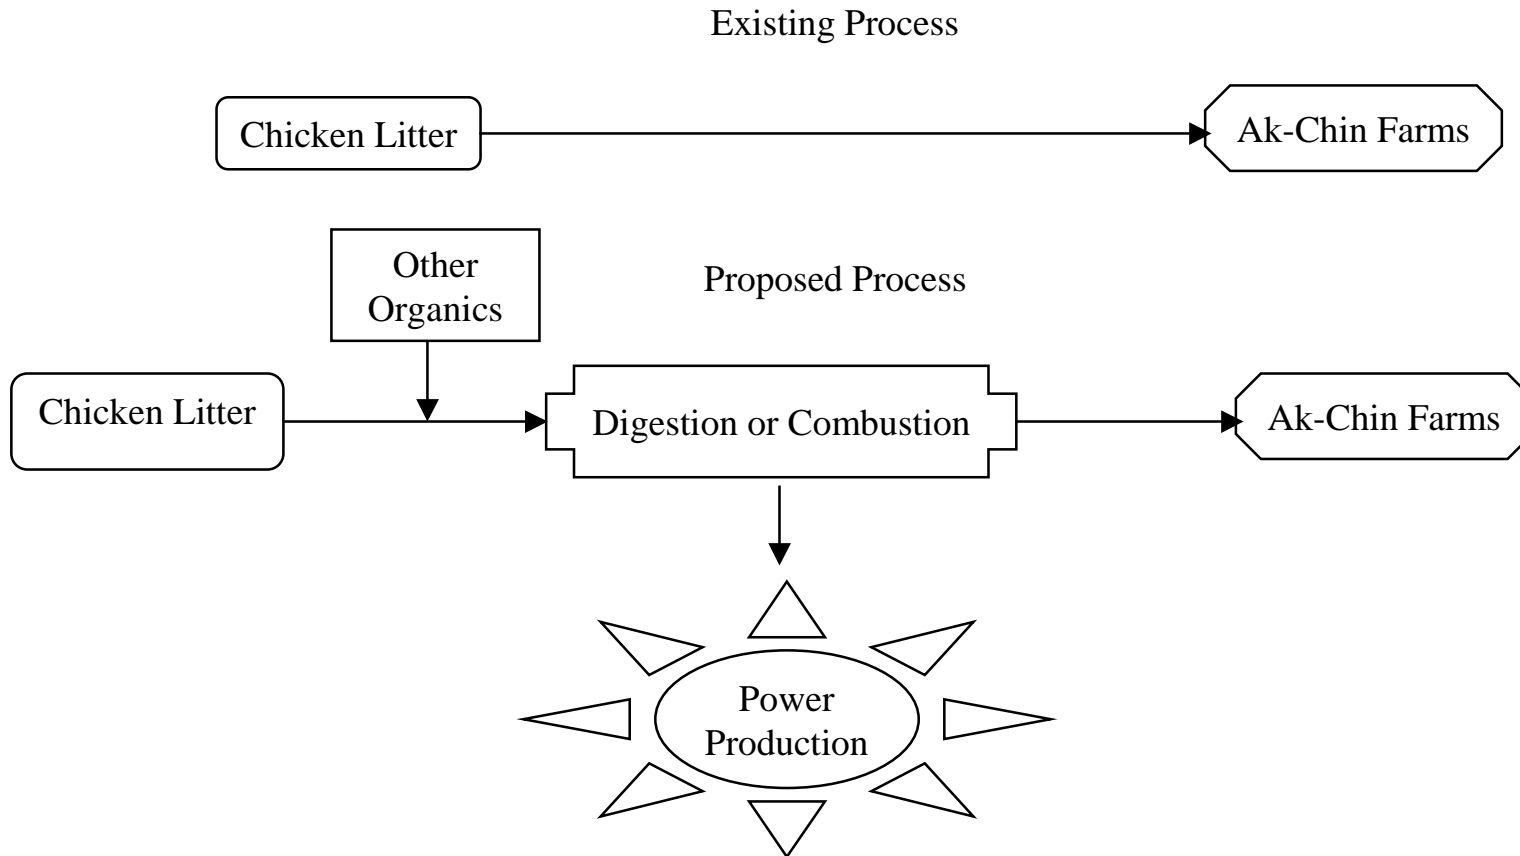 Existing Process
Chicken Litter
Ak-Chin Farms
Other
Organics
Proposed Process
Chicken Litter
Digestion or Combustion
Ak-Chin Farms
Power
Production